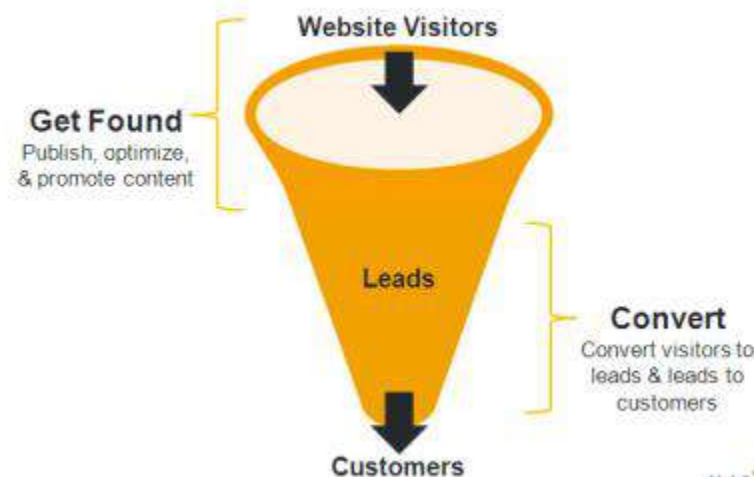 Website Visitors
Get Found
Publish, optimize,
& promote content
Leads
Convert
Convert visitors to
leads & leads to
customers
Customers